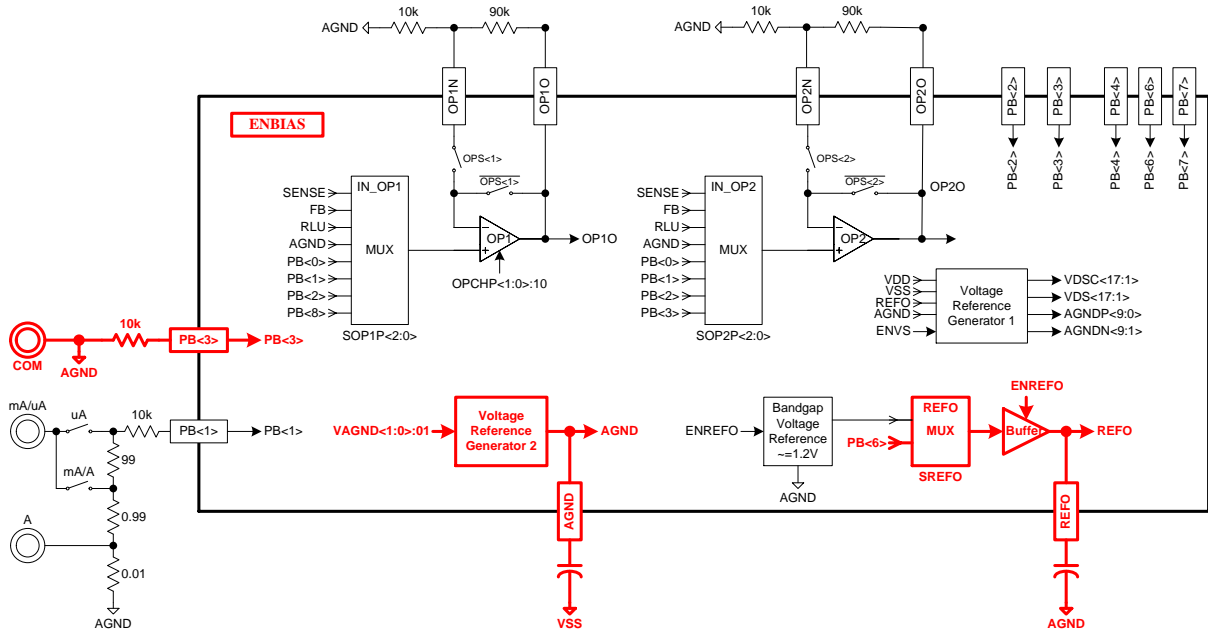 10k
90k
AGND
10k
90k
AGND
OP1N
OP1O
OP2N
OP2O
PB<2>
PB<3>
PB<4>
PB<6>
PB<7>
ENBIAS
OPS<1>
OPS<1>
OPS<2>
OPS<2>
PB<2>
PB<3>
PB<4>
PB<6>
PB<7>
IN_OP1
SENSE
FB
RLU
AGND
PB<0>
PB<1>
PB<2>
PB<8>
MUX
SOP1P<2:0>
OP1
OP1O
OPCHP<1:0>:10
IN_OP2
SENSE
FB
RLU
AGND
PB<0>
PB<1>
PB<2>
PB<3>
MUX
SOP2P<2:0>
OP2
OP2O
VDD
VSS
REFO
AGND
ENVS
Voltage
Reference
Generator 1
VDSC<17:1>
VDS<17:1>
AGNDP<9:0>
AGNDN<9:1>
COM
AGND
10k
PB<3>
PB<3>
mA/uA
uA
10k
PB<1>
PB<1>
mA/A
99
0.99
A
0.01
AGND
VAGND<1:0>:01
Voltage
Reference
Generator 2
AGND
AGND
VSS
ENREFO
Bandgap
Voltage
Reference
~=1.2V
AGND
PB<6>
REFO
MUX
SREFO
ENREFO
Buffer
REFO
REFO
AGND